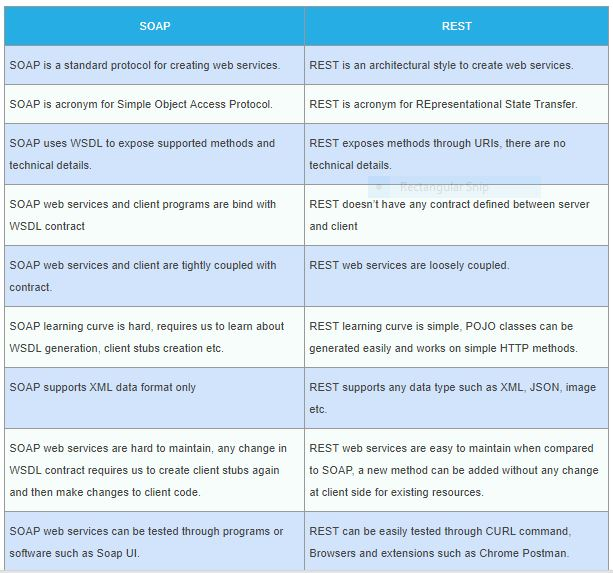 SOAP
REST
SOAP is a standard protocol for creating web services.
REST is an architectural style to create web services.
SOAP is acronym for Simple Object Access Protocol.
REST is acronym for REpresentational State Transfer.
SOAP uses WSDL to expose supported methods and
technical details.
REST exposes methods through URIs, there are no
technical details.
Rectangular Snip
SOAP web services and client programs are bind with
WSDL contract
REST doesn't have any contract defined between server
and client
SOAP web services and client are tightly coupled with
contract.
REST web services are loosely coupled.
SOAP learning curve is hard, requires us to learn about
WSDL generation, client stubs creation etc.
REST learning curve is simple, POJO classes can be
generated easily and works on simple HTTP methods.
SOAP supports XML data format only
REST supports any data type such as XML, JSON, image
etc.
SOAP web services are hard to maintain, any change in
WSDL contract requires us to create client stubs again
and then make changes to client code.
REST web services are easy to maintain when compared
to SOAP, a new method can be added without any change
at client side for existing resources.
SOAP web services can be tested through programs or
software such as Soap UI.
REST can be easily tested through CURL command,
Browsers and extensions such as Chrome Postman.